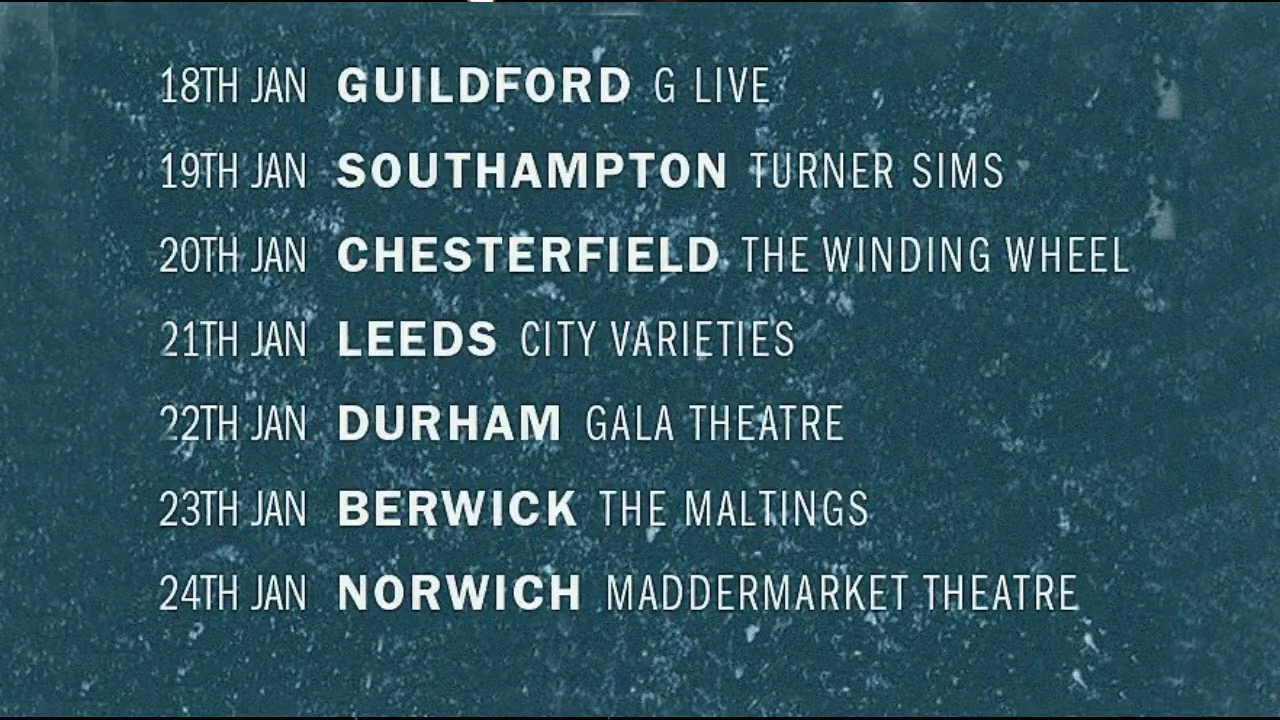 18TH JAN GUILDFORD G LIVE
19TH JAN SOUTHAMPTON TURNER SIMS
20TH JAN CHESTERFIELD THE WINDING WHEEL
21TH JAN LEEDS CITY VARIETIES
22TH JAN DURHAM GALA THEATRE
23TH JAN BERWICK THE MALTINGS
24TH JAN NORWICH MADDERMARKET THEATRE